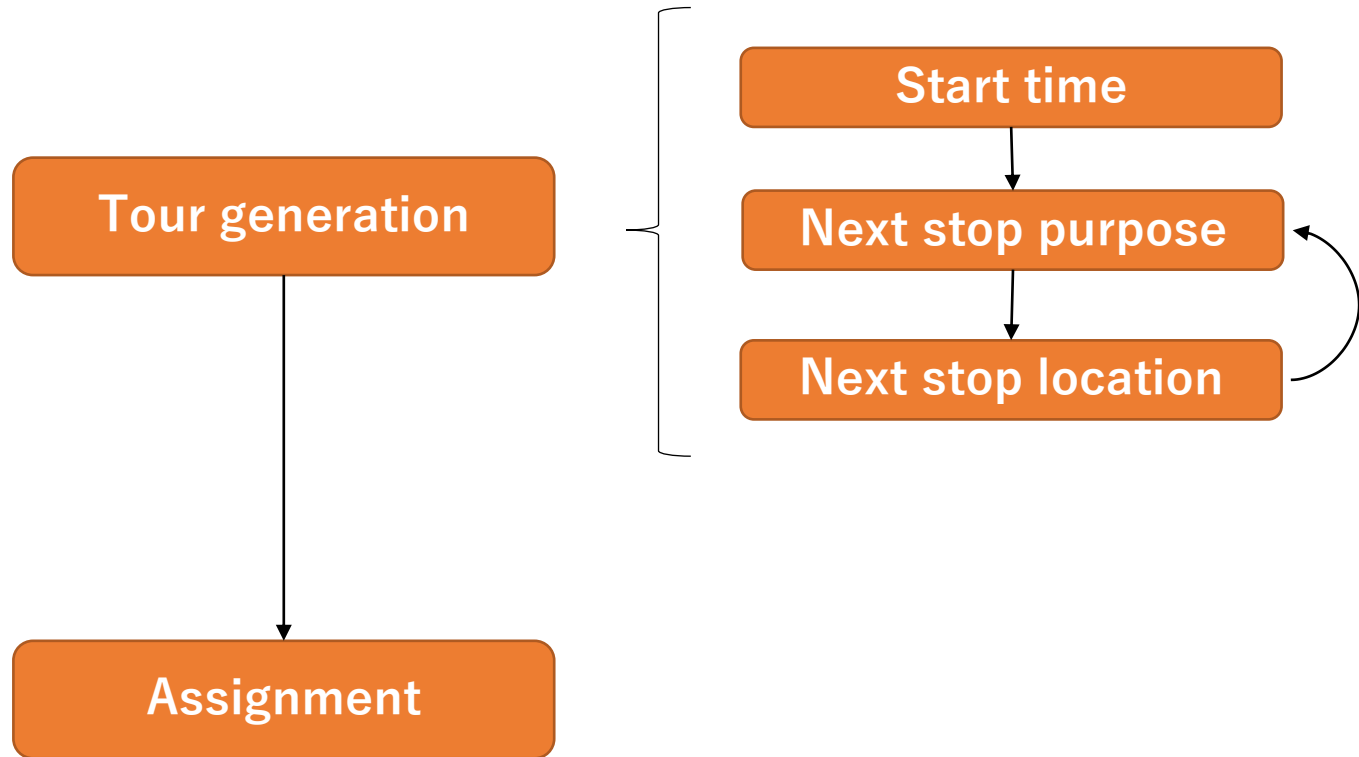 Tour generation
Assignment
Start time
Next stop purpose
Next stop location